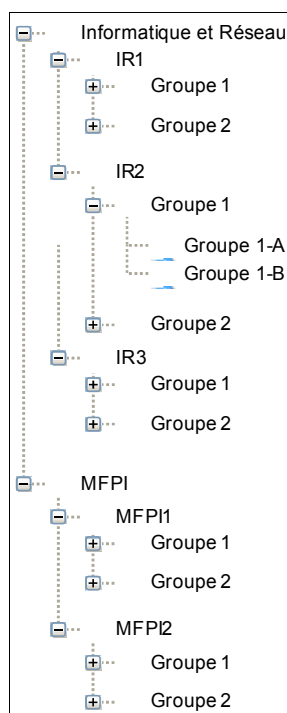 Informatique et Réseau
IR1
Groupe 1
Groupe 2
IR2
Groupe 1
Groupe 1-A
Groupe 1-B
Groupe 2
IR3
Groupe 1
Groupe 2
MFPI
MFPI1
Groupe 1
Groupe 2
MFPI2
Groupe 1
Groupe 2